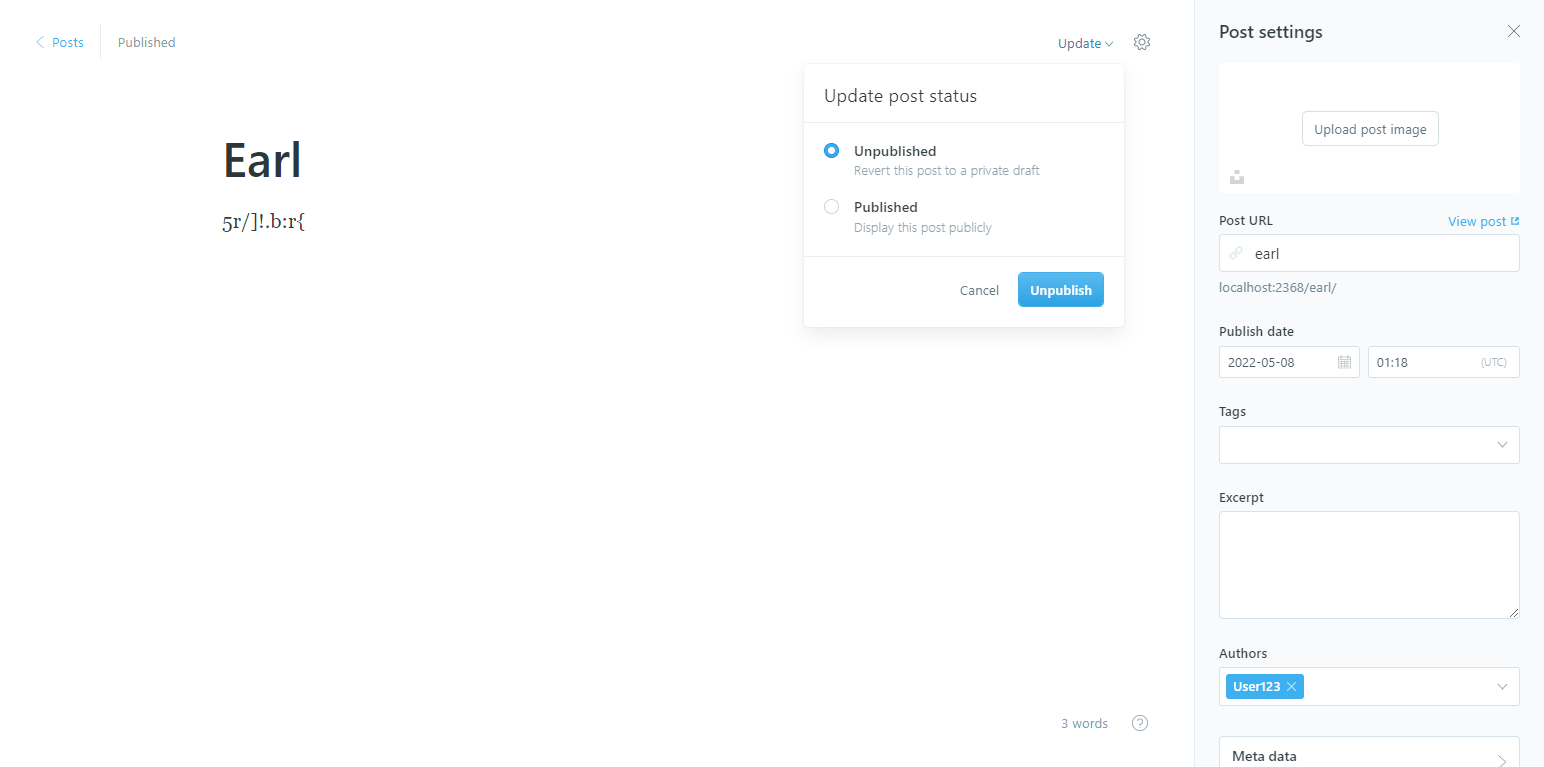 Posts
Published
Update
Update post status
Unpublished
Revert this post to a private draft
Published
Display this post publicly
Cancel
Unpublish
Earl
5r/]!.b:r{
3 words
?
Post settings
Upload post image
Post URL
View post
earl
localhost:2368/earl/
Publish date
2022-05-08
01:18
(UTC)
Tags
Excerpt
Authors
User123
Meta data